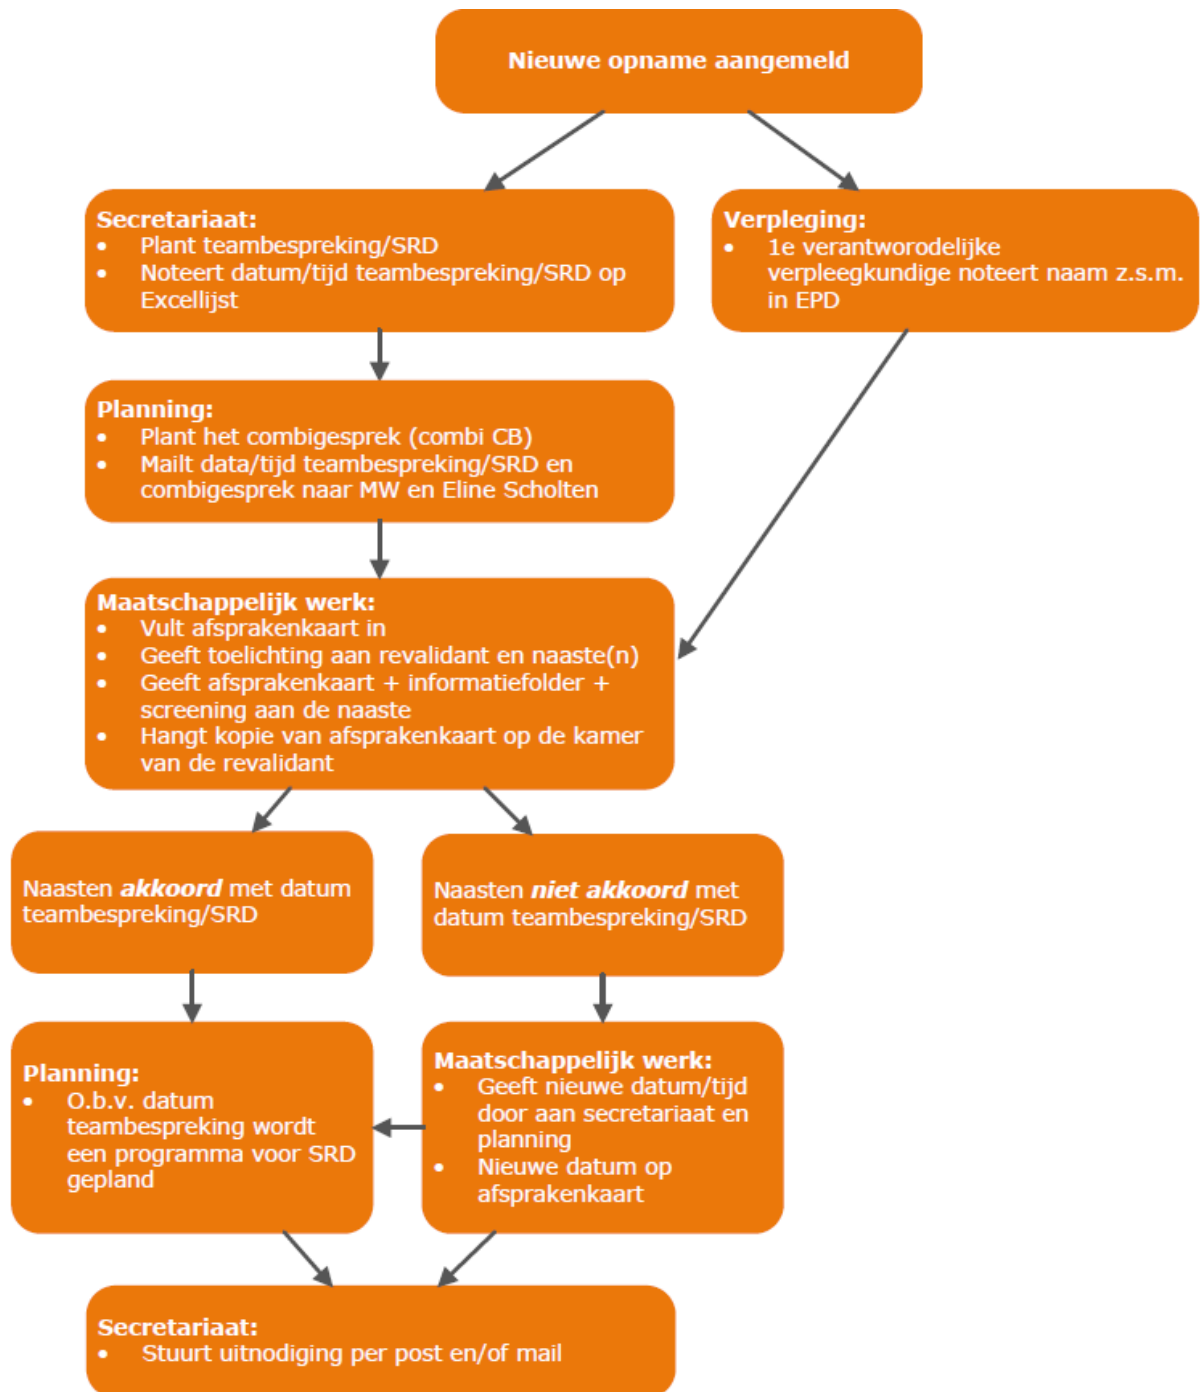 Nieuwe opname aangemeld
Secretariaat:
• Plant teambespreking/SRD
• Noteert datum/tijd teambespreking/SRD op
Excellijst
Verpleging:
• 1e verantworodelijke
verpleegkundige noteert naam z.s.m.
in EPD
Planning:
• Plant het combigesprek (combi CB)
• Mailt data/tijd teambespreking/SRD en
combigesprek naar MW en Eline Scholten
Maatschappelijk werk:
• Vult afsprakenkaart in
• Geeft toelichting aan revalidant en naaste(n)
• Geeft afsprakenkaart + informatiefolder +
screening aan de naaste
• Hangt kopie van afsprakenkaart op de kamer
van de revalidant
Naasten akkoord met datum
teambespreking/SRD
Naasten niet akkoord met
datum teambespreking/SRD
Planning:
• O.b.v. datum
teambespreking wordt
een programma voor SRD
gepland
Maatschappelijk werk:
• Geeft nieuwe datum/tijd
door aan secretariaat en
planning
• Nieuwe datum op
afsprakenkaart
Secretariaat:
• Stuurt uitnodiging per post en/of mail